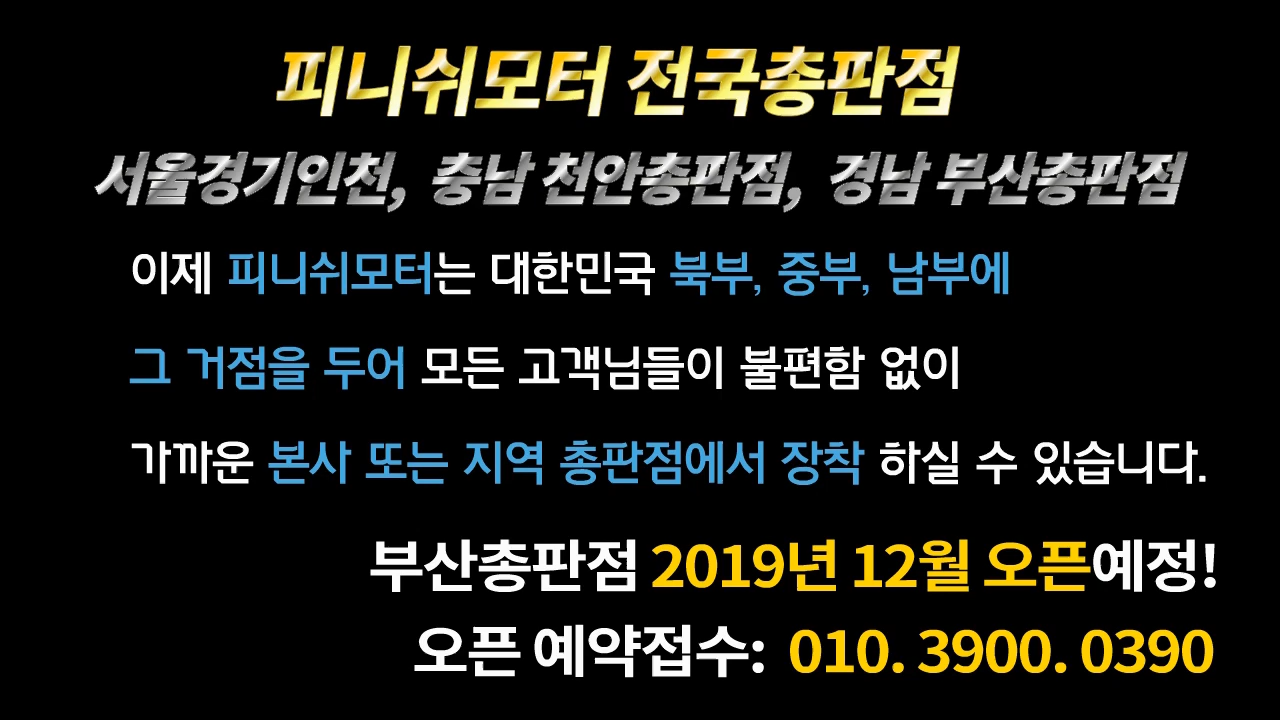 피니쉬모터 전국총판점
서울경기인천, 충남 천안총판점, 경남 부산총판점
이제 피니쉬모터는 대한민국 북부, 중부, 남부에
그 거점을 두어 모든 고객님들이 불편함 없이
가까운 본사 또는 지역 총판점에서 장착 하실 수 있습니다.
부산총판점 2019년 12월 오픈예정!
오픈 예약접수: 010. 3900. 0390